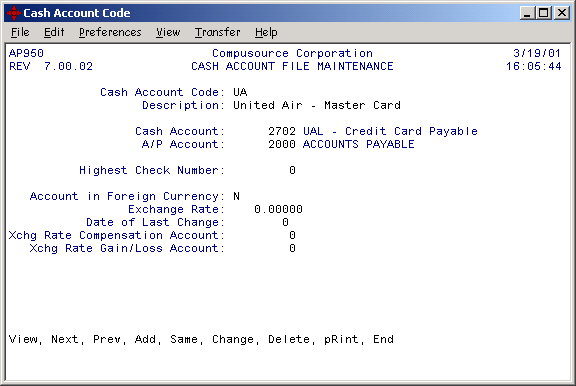 Cash Account Code
File Edit Preferences View Transfer Help
AP950 Compusource Corporation 3/19/01
REV 7.00.02 CASH ACCOUNT FILE MAINTENANCE 16:05:44
Cash Account Code: UA
Description: United Air - Master Card
Cash Account: 2702 UAL - Credit Card Payable
A/P Account: 2000 ACCOUNTS PAYABLE
Highest Check Number: 0
Account in Foreign Currency: N
Exchange Rate: 0.00000
Date of Last Change: 0
Xchg Rate Compensation Account: 0
Xchg Rate Gain/Loss Account: 0
View, Next, Prev, Add, Same, Change, Delete, pRint, End